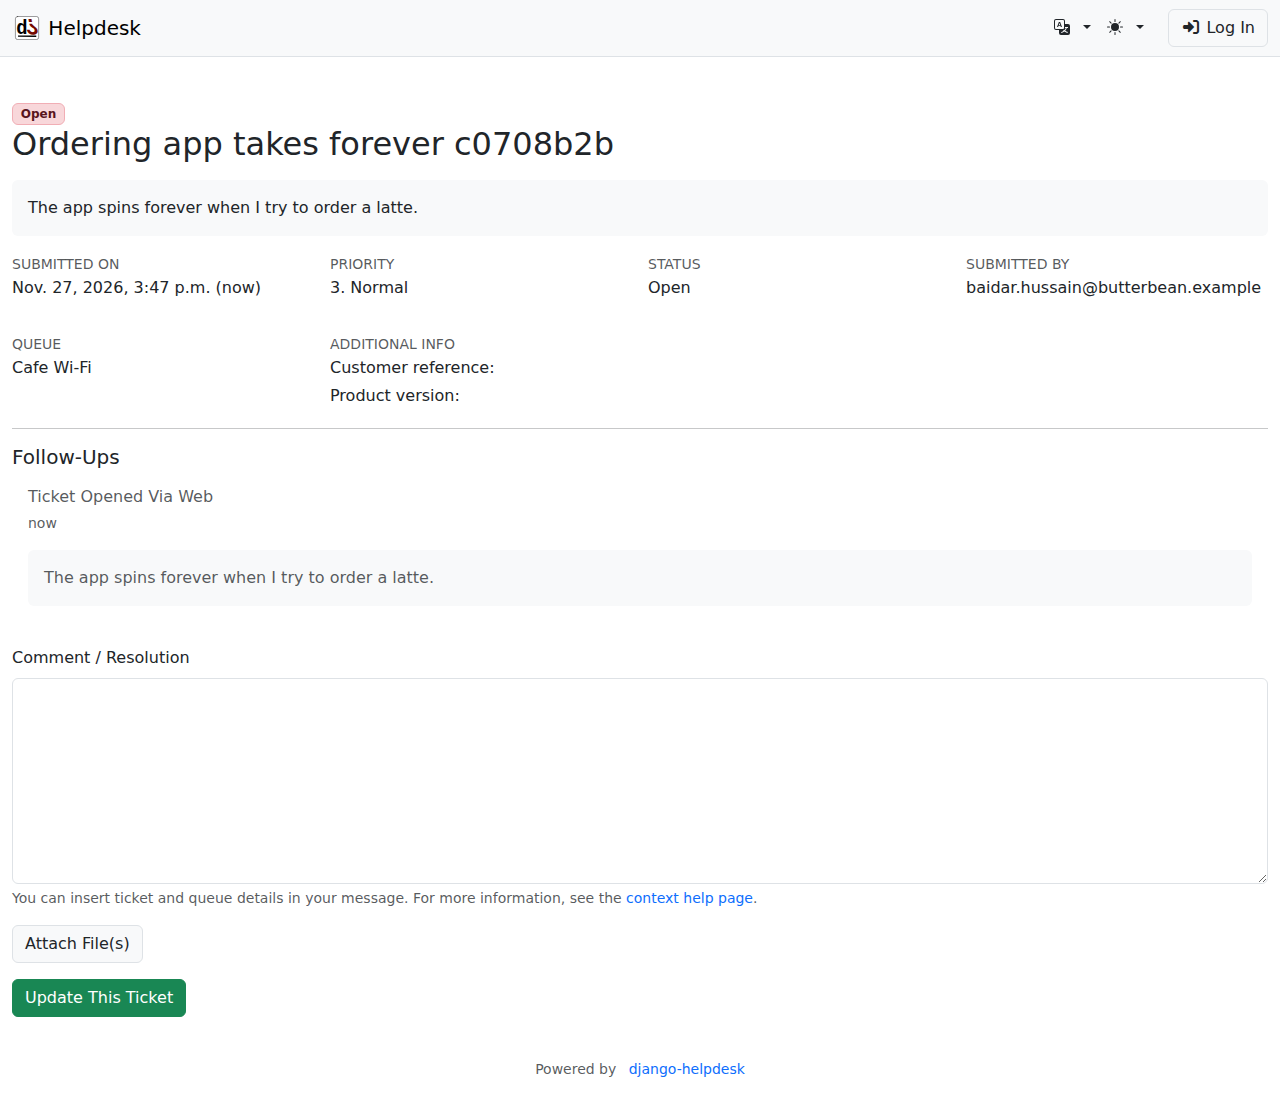 Helpdesk
Log In
Open
Ordering app takes forever c0708b2b
The app spins forever when I try to order a latte.
SUBMITTED ON
Nov. 27, 2026, 3:47 p.m. (now)
PRIORITY
3. Normal
STATUS
Open
SUBMITTED BY
baidar.hussain@butterbean.example
QUEUE
Cafe Wi-Fi
ADDITIONAL INFO
Customer reference:
Product version:
Follow-Ups
Ticket Opened Via Web
now
The app spins forever when I try to order a latte.
Comment / Resolution
You can insert ticket and queue details in your message. For more information, see the context help page.
Attach File(s)
Update This Ticket
Powered by django-helpdesk